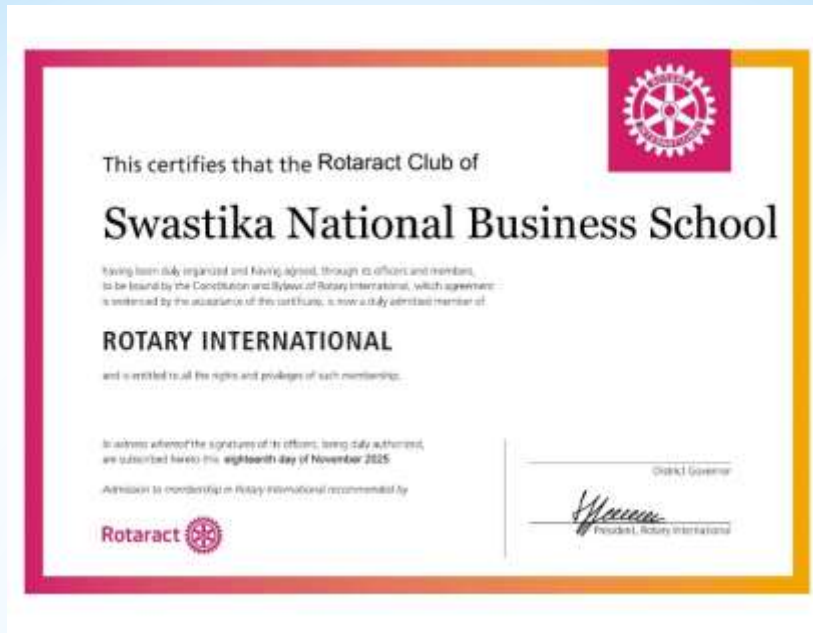 ROTARY
INTERNATIONAL
This certifies that the Rotaract Club of
Swastika National Business School
having been duly organized and having agreed, through its officers and members,
to be bound by the Constitution and Bylaws of Rotary International, which agreement
is evidenced by the acceptance of this certificate, is now a duly admitted member of
ROTARY INTERNATIONAL
and is entitled to all the rights and privileges of such membership.
In witness whereof the signatures of its officers, being duly authorized,
are subscribed hereto this eighteenth day of November 2025
Admission to membership in Rotary International recommended by
Rotaract
District Governor
President, Rotary International